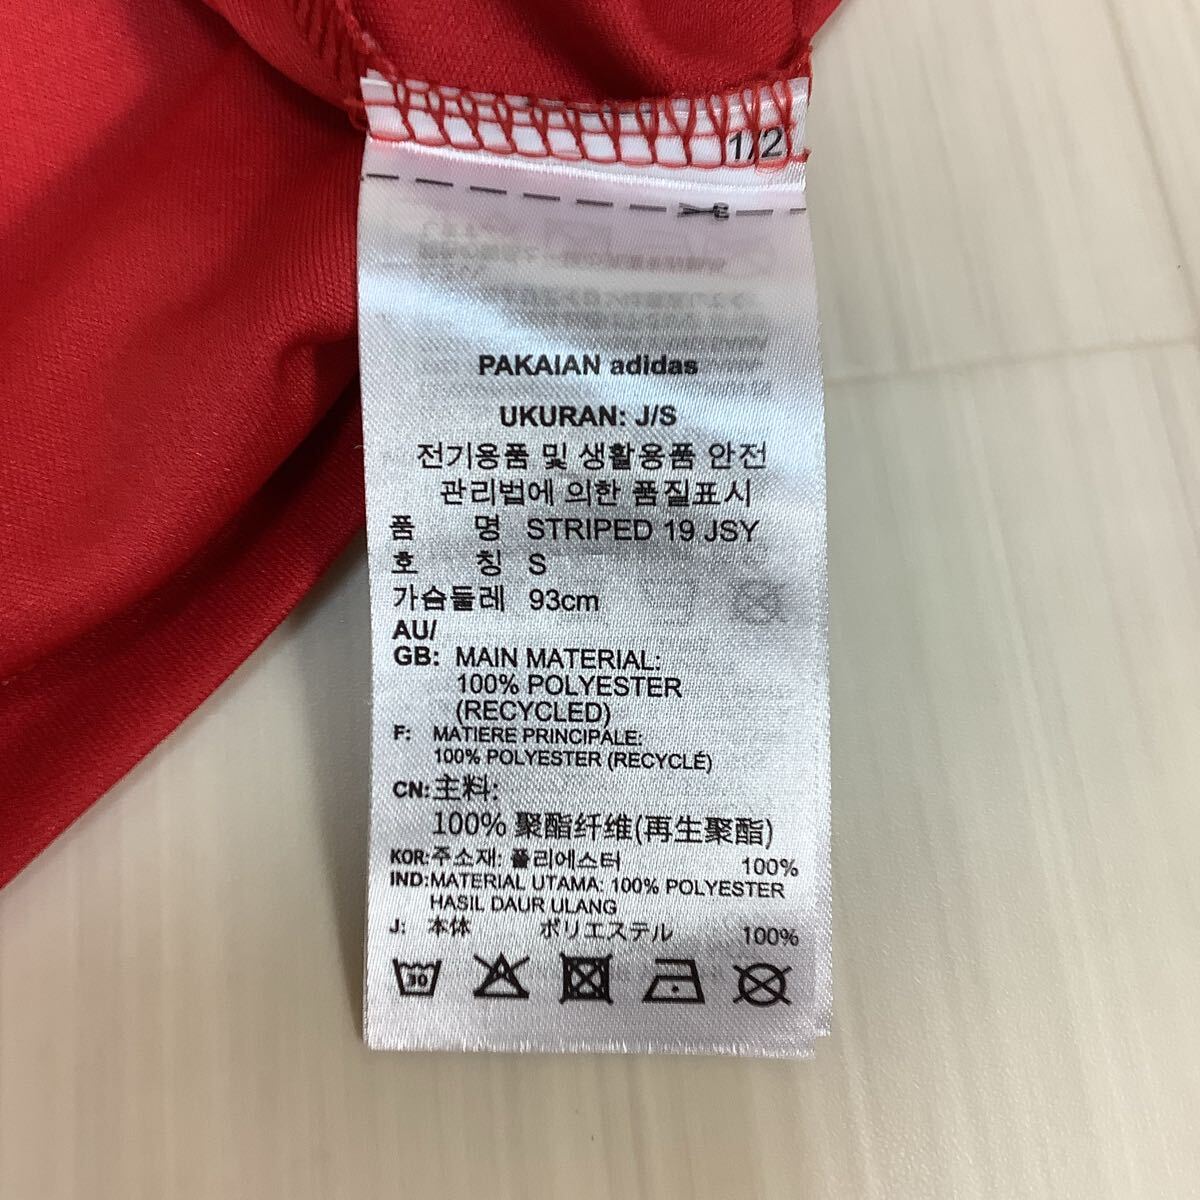 1/2
PAKAIAN adidas
UKURAN: J/S
전기용품 및 생활용품 안전
관리법에 의한 품질표시
품 명 STRIPED 19 JSY
호 칭 S
가슴둘레 93cm
AU/
GB: MAIN MATERIAL:
100% POLYESTER
(RECYCLED)
F: MATIERE PRINCIPALE:
100% POLYESTER (RECYCLÉ)
CN: 主料:
100% 聚酯纤维(再生聚酯)
KOR: 주소재: 폴리에스터 100%
IND: MATERIAL UTAMA: 100% POLYESTER
HASIL DAUR ULANG
J: 本体 ポリエステル 100%
30